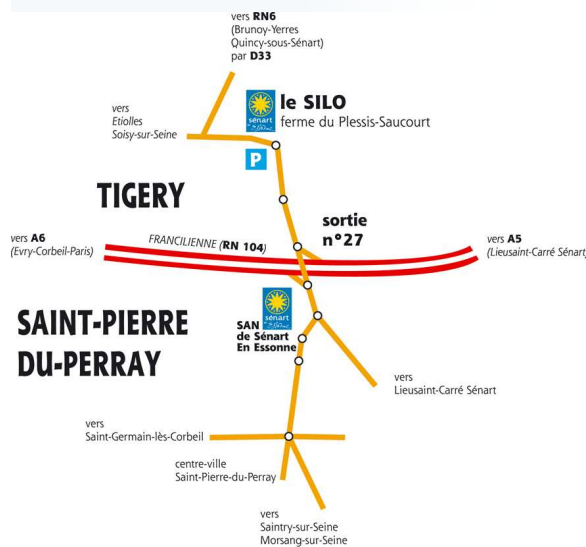 vers RN6
(Brunoy-Yerres
Quincy-sous-Sénart)
par D33
vers
Etiolles
Soisy-sur-Seine
sénart
le SILO
ferme du Plessis-Saucourt
P
TIGERY
sortie
n°27
vers A6
(Evry-Corbeil-Paris)
FRANCILIENNE (RN 104)
vers A5
(Lieusaint-Carré Sénart)
sénart
SAN
de Sénart
En Essonne
SAINT-PIERRE
DU-PERRAY
vers
Lieusaint-Carré Sénart
vers
Saint-Germain-lès-Corbeil
centre-ville
Saint-Pierre-du-Perray
vers
Saintry-sur-Seine
Morsang-sur-Seine